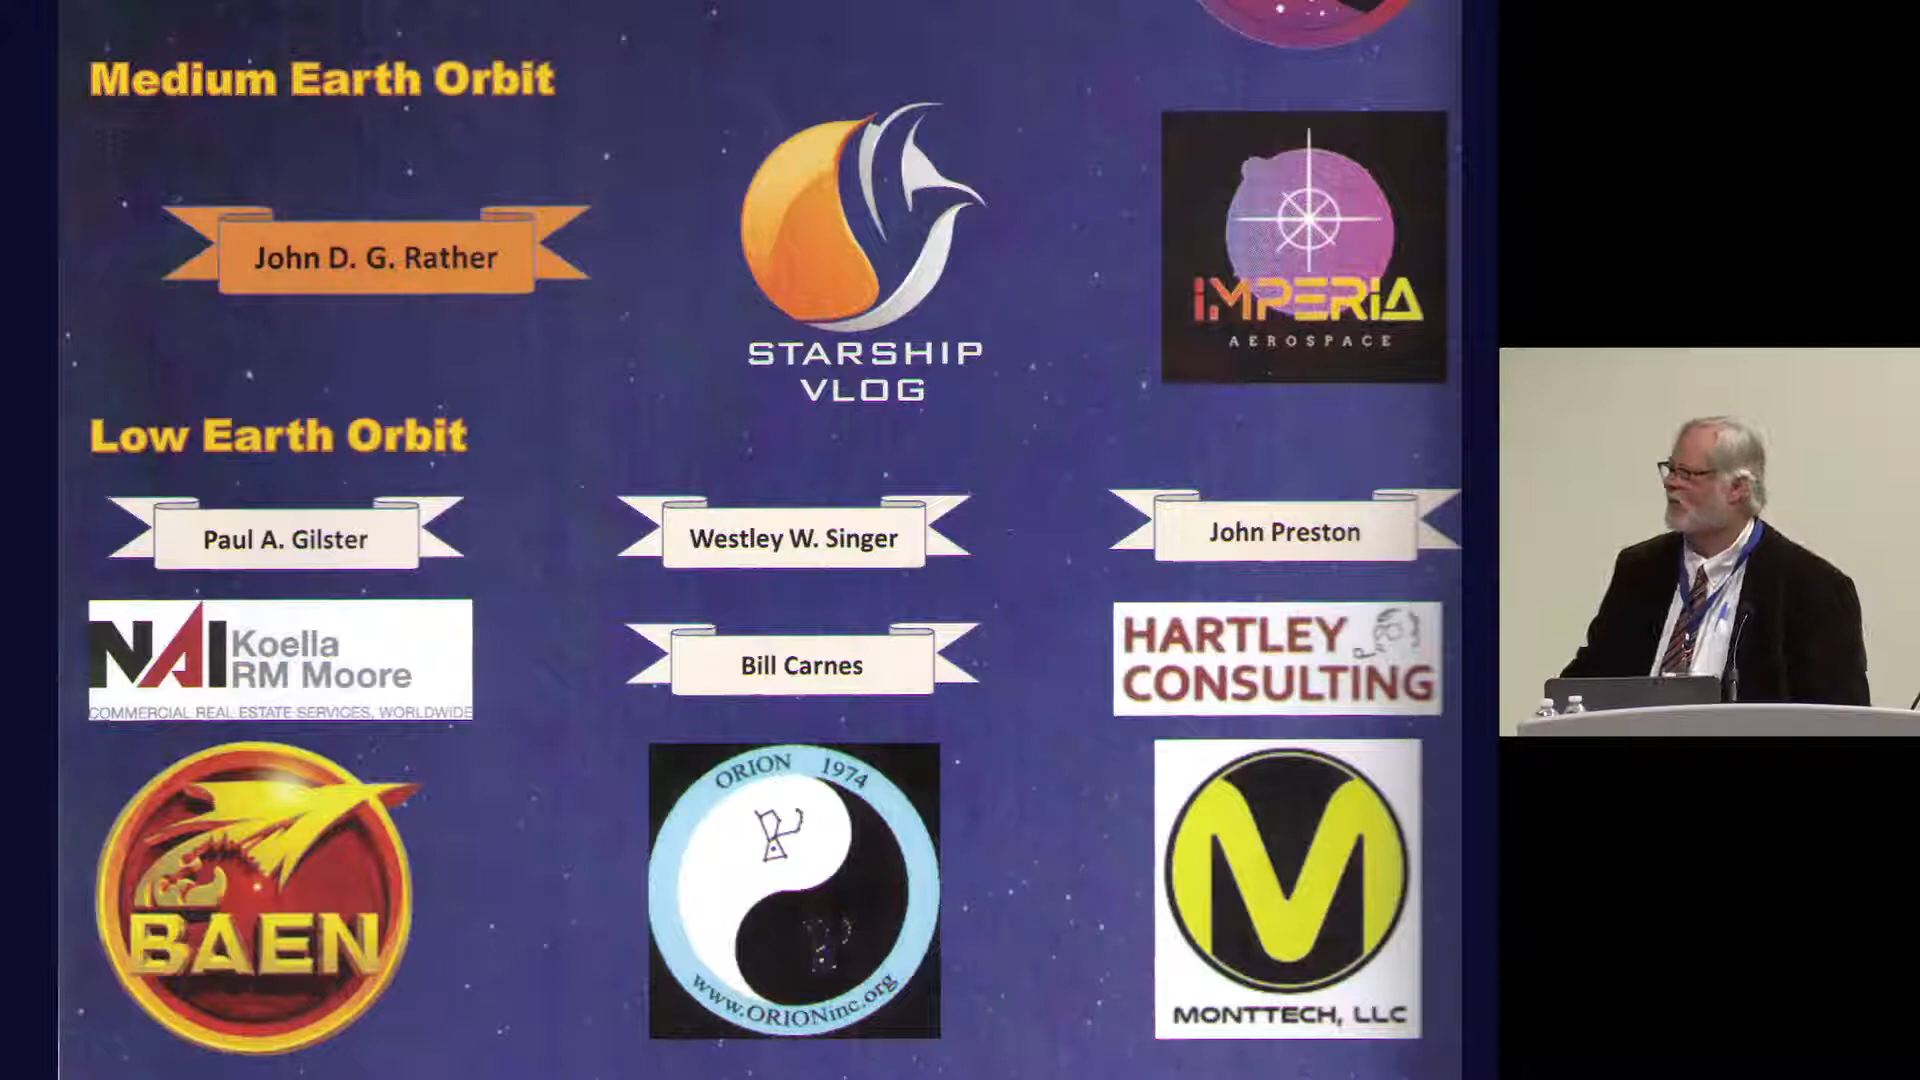 Medium Earth Orbit
John D. G. Rather
STARSHIP
VLOG
IMPERIA
AEROSPACE
Low Earth Orbit
Paul A. Gilster
Westley W. Singer
John Preston
NAI Koella
RM Moore
COMMERCIAL REAL ESTATE SERVICES, WORLDWIDE
Bill Carnes
HARTLEY
CONSULTING
BAEN
ORION 1974
www.ORIONinc.org
M
MONTTECH, LLC